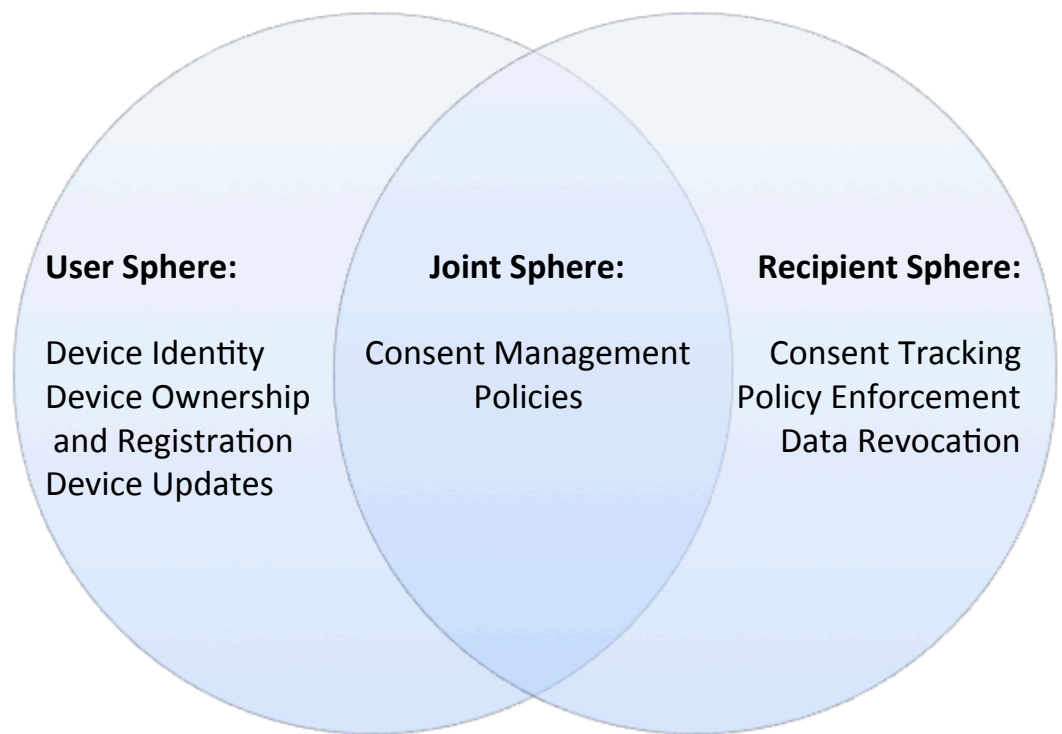 User Sphere:
Device Identity
Device Ownership
and Registration
Device Updates
Joint Sphere:
Consent Management
Policies
Recipient Sphere:
Consent Tracking
Policy Enforcement
Data Revocation